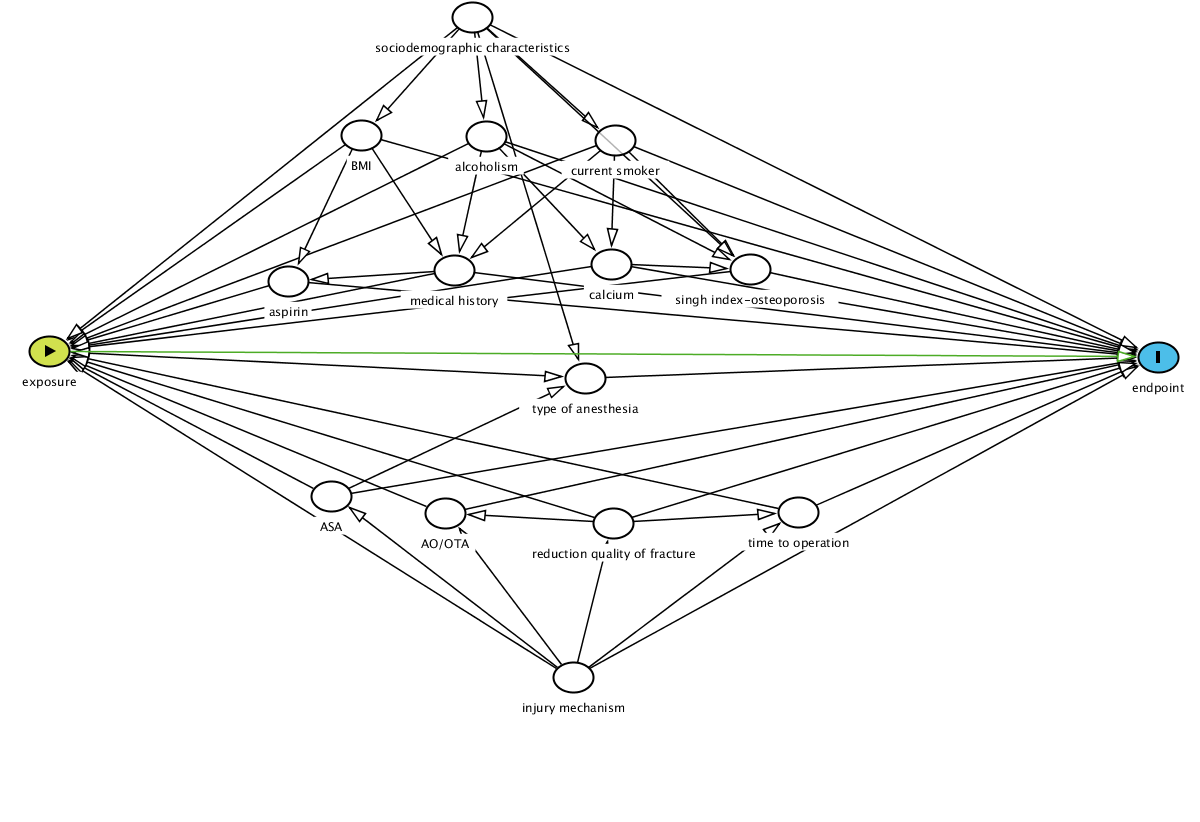 sociodemographic characteristics
BMI
alcoholism
current smoker
aspirin
medical history
calcium
singh index-osteoporosis
exposure
endpoint
type of anesthesia
ASA
AO/OTA
reduction quality of fracture
time to operation
injury mechanism